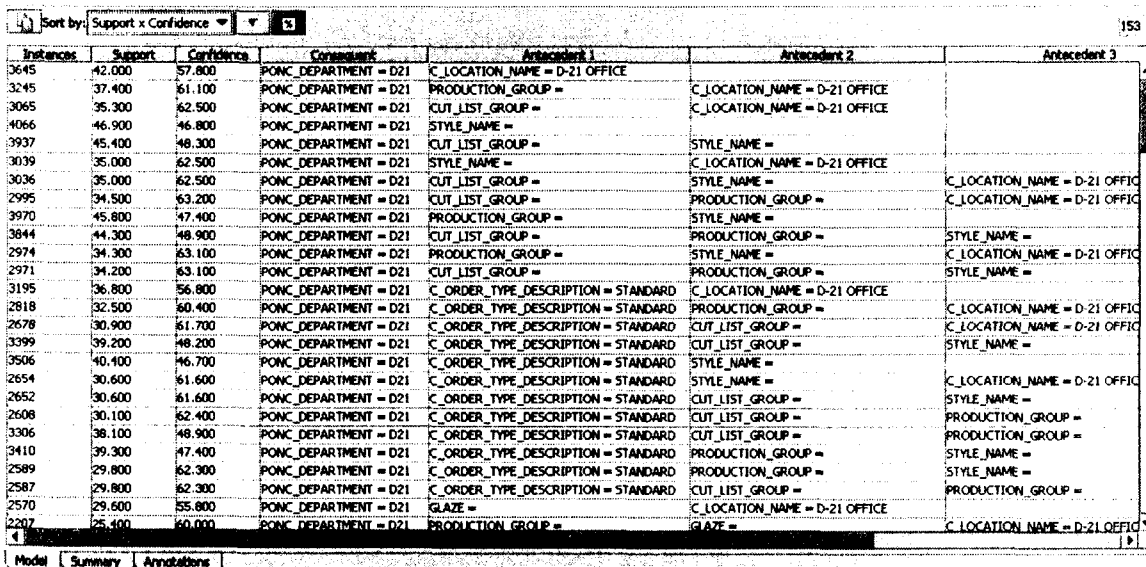 Sort by: Support x Confidence % 153
Instances Support Confidence Consequent Antecedent 1 Antecedent 2 Antecedent 3
3645 42.000 57.800 PONC_DEPARTMENT = D21 C_LOCATION_NAME = D-21 OFFICE
3245 37.400 61.100 PONC_DEPARTMENT = D21 PRODUCTION_GROUP = C_LOCATION_NAME = D-21 OFFICE
3065 35.300 62.500 PONC_DEPARTMENT = D21 CUT_LIST_GROUP = C_LOCATION_NAME = D-21 OFFICE
4066 46.900 46.800 PONC_DEPARTMENT = D21 STYLE_NAME =
3937 45.400 48.300 PONC_DEPARTMENT = D21 CUT_LIST_GROUP = STYLE_NAME =
3039 35.000 62.500 PONC_DEPARTMENT = D21 STYLE_NAME = C_LOCATION_NAME = D-21 OFFICE
3036 35.000 62.500 PONC_DEPARTMENT = D21 CUT_LIST_GROUP = STYLE_NAME = C_LOCATION_NAME = D-21 OFFIC
2995 34.500 63.200 PONC_DEPARTMENT = D21 CUT_LIST_GROUP = PRODUCTION_GROUP = C_LOCATION_NAME = D-21 OFFIC
3970 45.800 47.400 PONC_DEPARTMENT = D21 PRODUCTION_GROUP = STYLE_NAME =
3844 44.300 48.900 PONC_DEPARTMENT = D21 CUT_LIST_GROUP = PRODUCTION_GROUP = STYLE_NAME =
2974 34.300 63.100 PONC_DEPARTMENT = D21 PRODUCTION_GROUP = STYLE_NAME = C_LOCATION_NAME = D-21 OFFIC
2971 34.200 63.100 PONC_DEPARTMENT = D21 CUT_LIST_GROUP = PRODUCTION_GROUP = STYLE_NAME =
3195 36.800 56.800 PONC_DEPARTMENT = D21 C_ORDER_TYPE_DESCRIPTION = STANDARD C_LOCATION_NAME = D-21 OFFICE
2818 32.500 60.400 PONC_DEPARTMENT = D21 C_ORDER_TYPE_DESCRIPTION = STANDARD PRODUCTION_GROUP = C_LOCATION_NAME = D-21 OFFIC
2678 30.900 61.700 PONC_DEPARTMENT = D21 C_ORDER_TYPE_DESCRIPTION = STANDARD CUT_LIST_GROUP = C_LOCATION_NAME = D-21 OFFIC
3399 39.200 48.200 PONC_DEPARTMENT = D21 C_ORDER_TYPE_DESCRIPTION = STANDARD CUT_LIST_GROUP = STYLE_NAME =
3506 40.400 46.700 PONC_DEPARTMENT = D21 C_ORDER_TYPE_DESCRIPTION = STANDARD STYLE_NAME =
2654 30.600 61.600 PONC_DEPARTMENT = D21 C_ORDER_TYPE_DESCRIPTION = STANDARD STYLE_NAME = C_LOCATION_NAME = D-21 OFFIC
2652 30.600 61.600 PONC_DEPARTMENT = D21 C_ORDER_TYPE_DESCRIPTION = STANDARD CUT_LIST_GROUP = STYLE_NAME =
2608 30.100 62.400 PONC_DEPARTMENT = D21 C_ORDER_TYPE_DESCRIPTION = STANDARD CUT_LIST_GROUP = PRODUCTION_GROUP =
3306 38.100 48.900 PONC_DEPARTMENT = D21 C_ORDER_TYPE_DESCRIPTION = STANDARD CUT_LIST_GROUP = PRODUCTION_GROUP =
3410 39.300 47.400 PONC_DEPARTMENT = D21 C_ORDER_TYPE_DESCRIPTION = STANDARD PRODUCTION_GROUP = STYLE_NAME =
2589 29.800 62.300 PONC_DEPARTMENT = D21 C_ORDER_TYPE_DESCRIPTION = STANDARD PRODUCTION_GROUP = STYLE_NAME =
2587 29.800 62.300 PONC_DEPARTMENT = D21 C_ORDER_TYPE_DESCRIPTION = STANDARD CUT_LIST_GROUP = PRODUCTION_GROUP =
2570 29.600 55.800 PONC_DEPARTMENT = D21 GLAZE = C_LOCATION_NAME = D-21 OFFICE
2207 25.400 60.000 PONC_DEPARTMENT = D21 PRODUCTION_GROUP = GLAZE = C_LOCATION_NAME = D-21 OFFIC
Model Summary Annotations